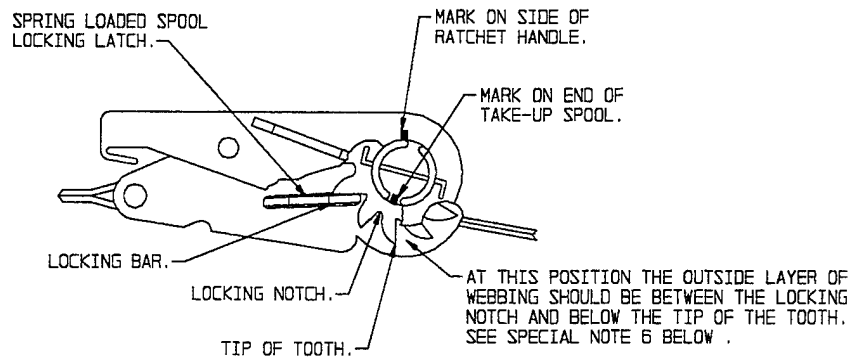 SPRING LOADED SPOOL
LOCKING LATCH.
MARK ON SIDE OF
RATCHET HANDLE.
MARK ON END OF
TAKE-UP SPOOL.
LOCKING BAR.
LOCKING NOTCH.
TIP OF TOOTH.
AT THIS POSITION THE OUTSIDE LAYER OF
WEBBING SHOULD BE BETWEEN THE LOCKING
NOTCH AND BELOW THE TIP OF THE TOOTH.
SEE SPECIAL NOTE 6 BELOW .